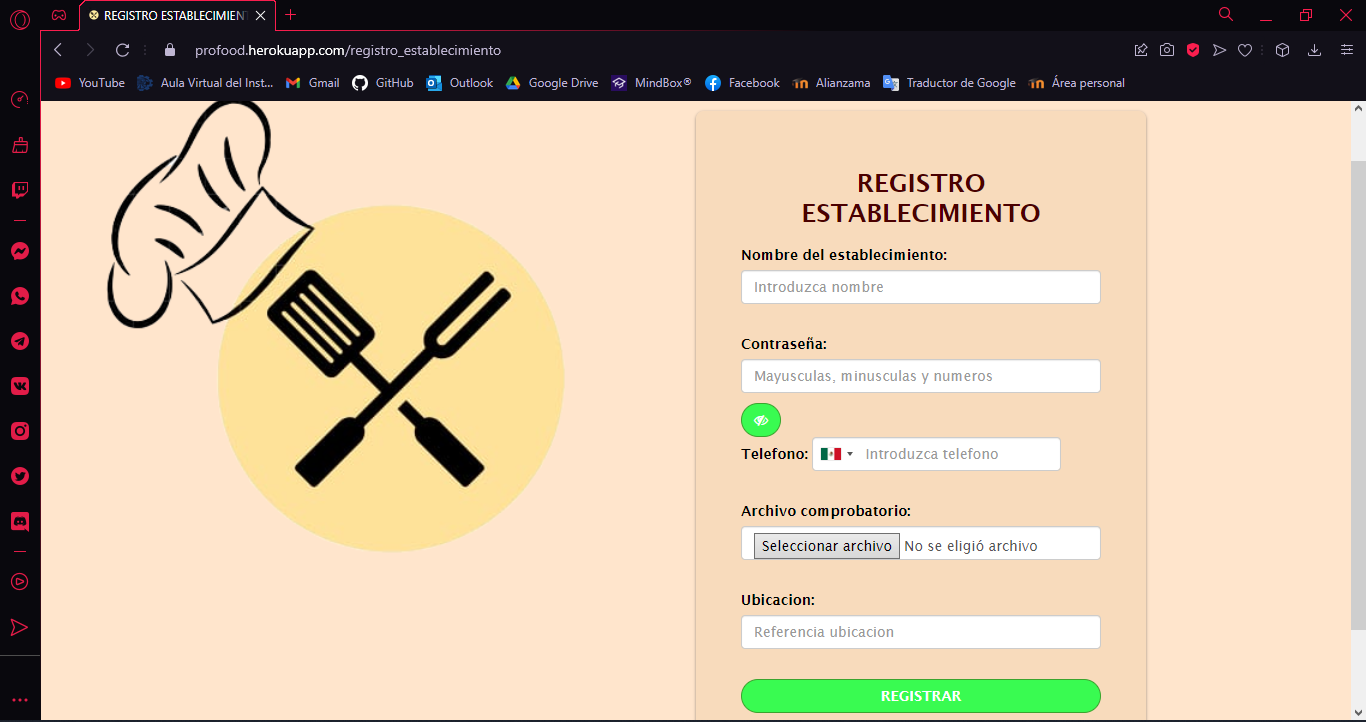 REGISTRO ESTABLECIMIEN
profood.herokuapp.com/registro_establecimiento
YouTube Aula Virtual del Inst... Gmail GitHub Outlook Google Drive MindBox® Facebook Alianzama Traductor de Google Área personal
REGISTRO
ESTABLECIMIENTO
Nombre del establecimiento:
Introduzca nombre
Contraseña:
Mayusculas, minusculas y numeros
Telefono: Introduzca telefono
Archivo comprobatorio:
Seleccionar archivo No se eligió archivo
Ubicacion:
Referencia ubicacion
REGISTRAR